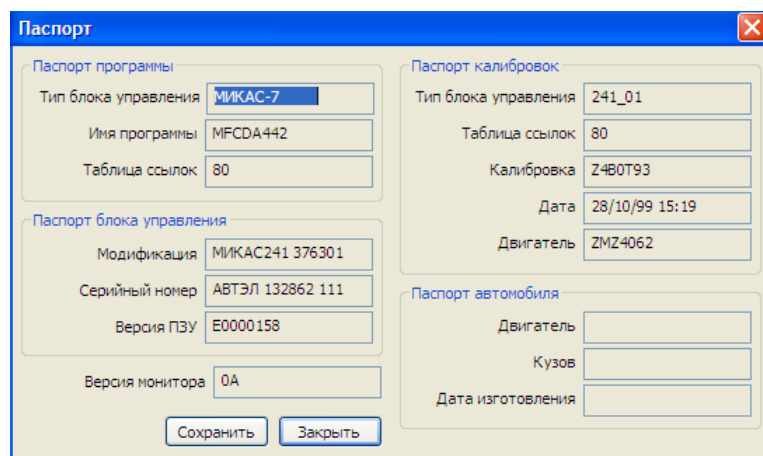 Паспорт
Паспорт программы
Тип блока управления МИКАС-7
Имя программы MFCDA442
Таблица ссылок 80
Паспорт блока управления
Модификация МИКАС241 376301
Серийный номер АВТЭЛ 132862 111
Версия ПЗУ E0000158
Версия монитора 0A
Сохранить Закрыть
Паспорт калибровок
Тип блока управления 241_01
Таблица ссылок 80
Калибровка Z4B0T93
Дата 28/10/99 15:19
Двигатель ZMZ4062
Паспорт автомобиля
Двигатель
Кузов
Дата изготовления